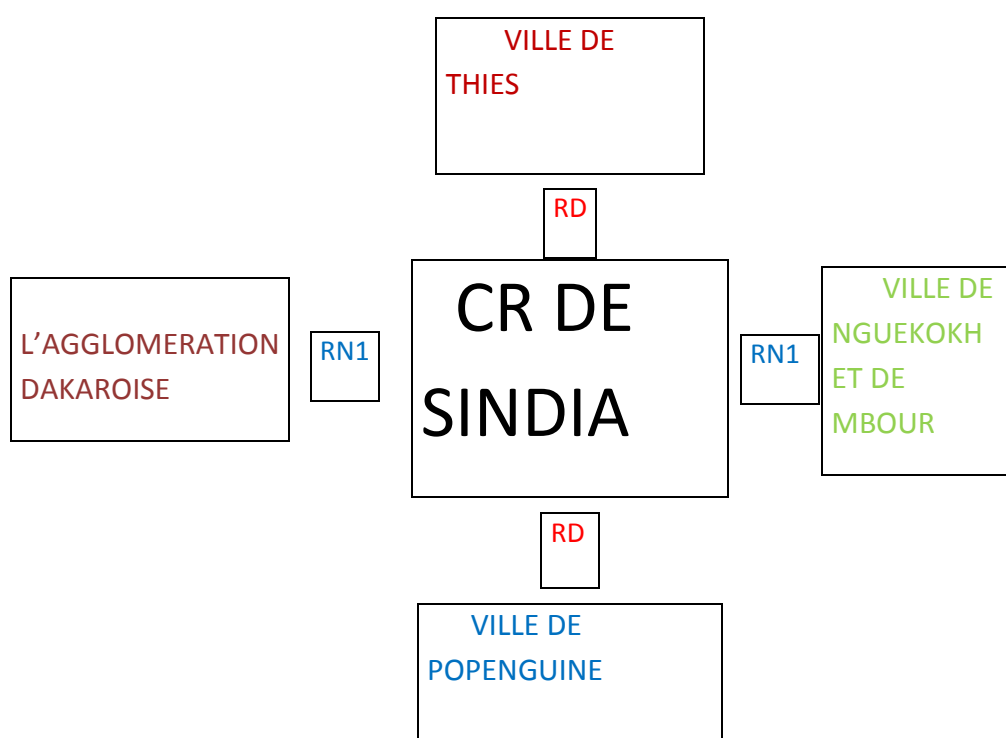 VILLE DE
THIES
RD
CR DE
SINDIA
L’AGGLOMERATION
DAKAROISE
RN1
RN1
VILLE DE
NGUEKOKH
ET DE
MBOUR
RD
VILLE DE
POPENGUINE